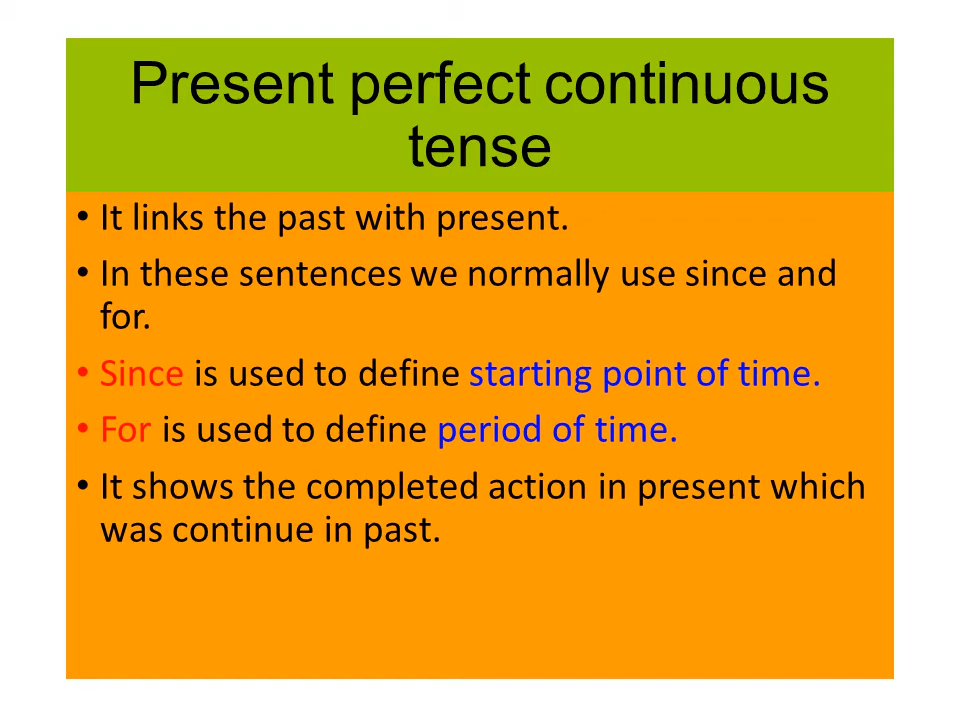 Present perfect continuous
tense
• It links the past with present.
• In these sentences we normally use since and
for.
• Since is used to define starting point of time.
• For is used to define period of time.
• It shows the completed action in present which
was continue in past.